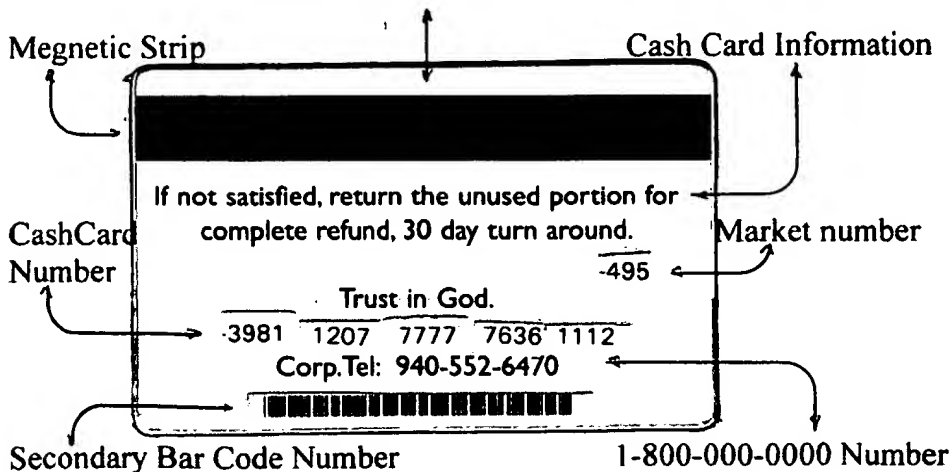 Megnetic Strip
Cash Card Information
If not satisfied, return the unused portion for
complete refund, 30 day turn around.
CashCard
Number
Market number
-495
Trust in God.
-3981 1207 7777 7636 1112
Corp.Tel: 940-552-6470
Secondary Bar Code Number
1-800-000-0000 Number